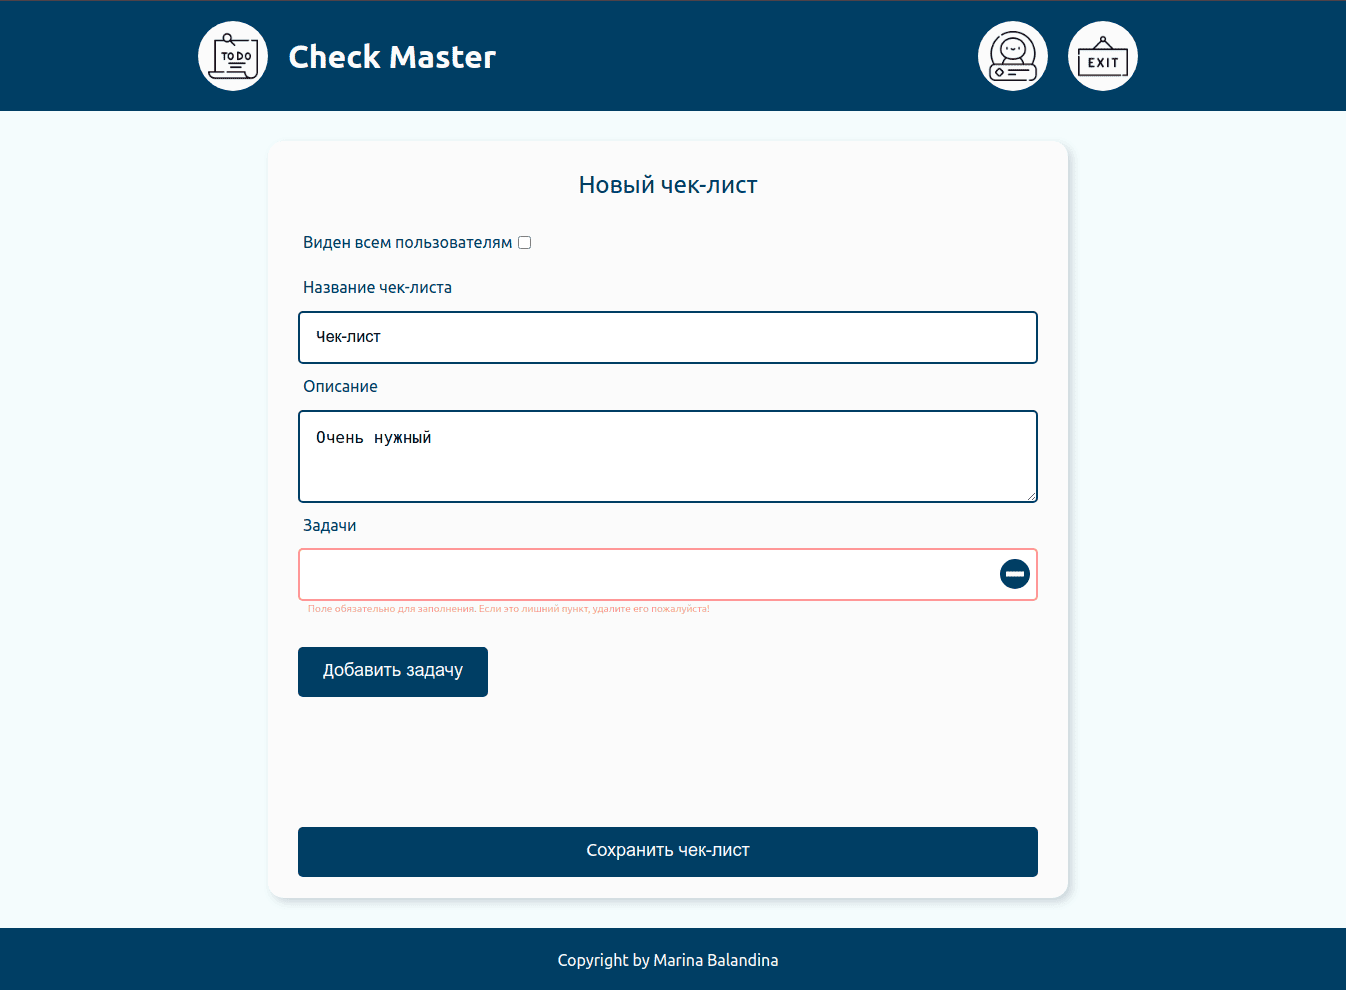 TO DO
Check Master
EXIT
Новый чек-лист
Виден всем пользователям
Название чек-листа
Чек-лист
Описание
Очень нужный
Задачи
Поле обязательно для заполнения. Если это лишний пункт, удалите его пожалуйста!
Добавить задачу
Сохранить чек-лист
Copyright by Marina Balandina